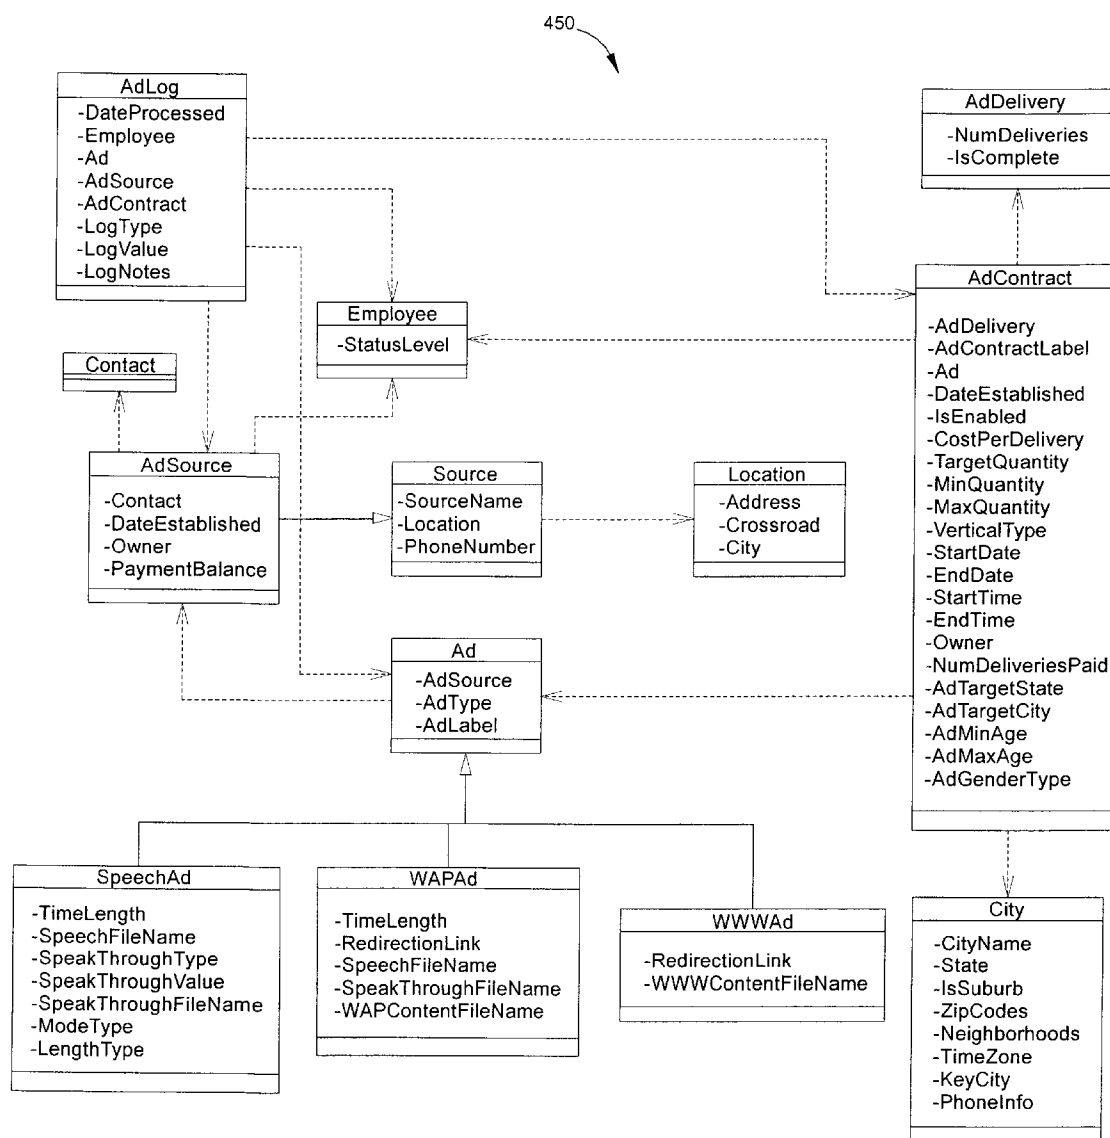 450
AdLog
-DateProcessed
-Employee
-Ad
-AdSource
-AdContract
-LogType
-LogValue
-LogNotes
AdDelivery
-NumDeliveries
-IsComplete
Employee
-StatusLevel
Contact
AdContract
-AdDelivery
-AdContractLabel
-Ad
-DateEstablished
-IsEnabled
-CostPerDelivery
-TargetQuantity
-MinQuantity
-MaxQuantity
-VerticalType
-StartDate
-EndDate
-StartTime
-EndTime
-Owner
-NumDeliveriesPaid
-AdTargetState
-AdTargetCity
-AdMinAge
-AdMaxAge
-AdGenderType
AdSource
-Contact
-DateEstablished
-Owner
-PaymentBalance
Source
-SourceName
-Location
-PhoneNumber
Location
-Address
-Crossroad
-City
Ad
-AdSource
-AdType
-AdLabel
SpeechAd
-TimeLength
-SpeechFileName
-SpeakThroughType
-SpeakThroughValue
-SpeakThroughFileName
-ModeType
-LengthType
WAPAd
-TimeLength
-RedirectionLink
-SpeechFileName
-SpeakThroughFileName
-WAPContentFileName
WWWAd
-RedirectionLink
-WWWContentFileName
City
-CityName
-State
-IsSuburb
-ZipCodes
-Neighborhoods
-TimeZone
-KeyCity
-PhoneInfo